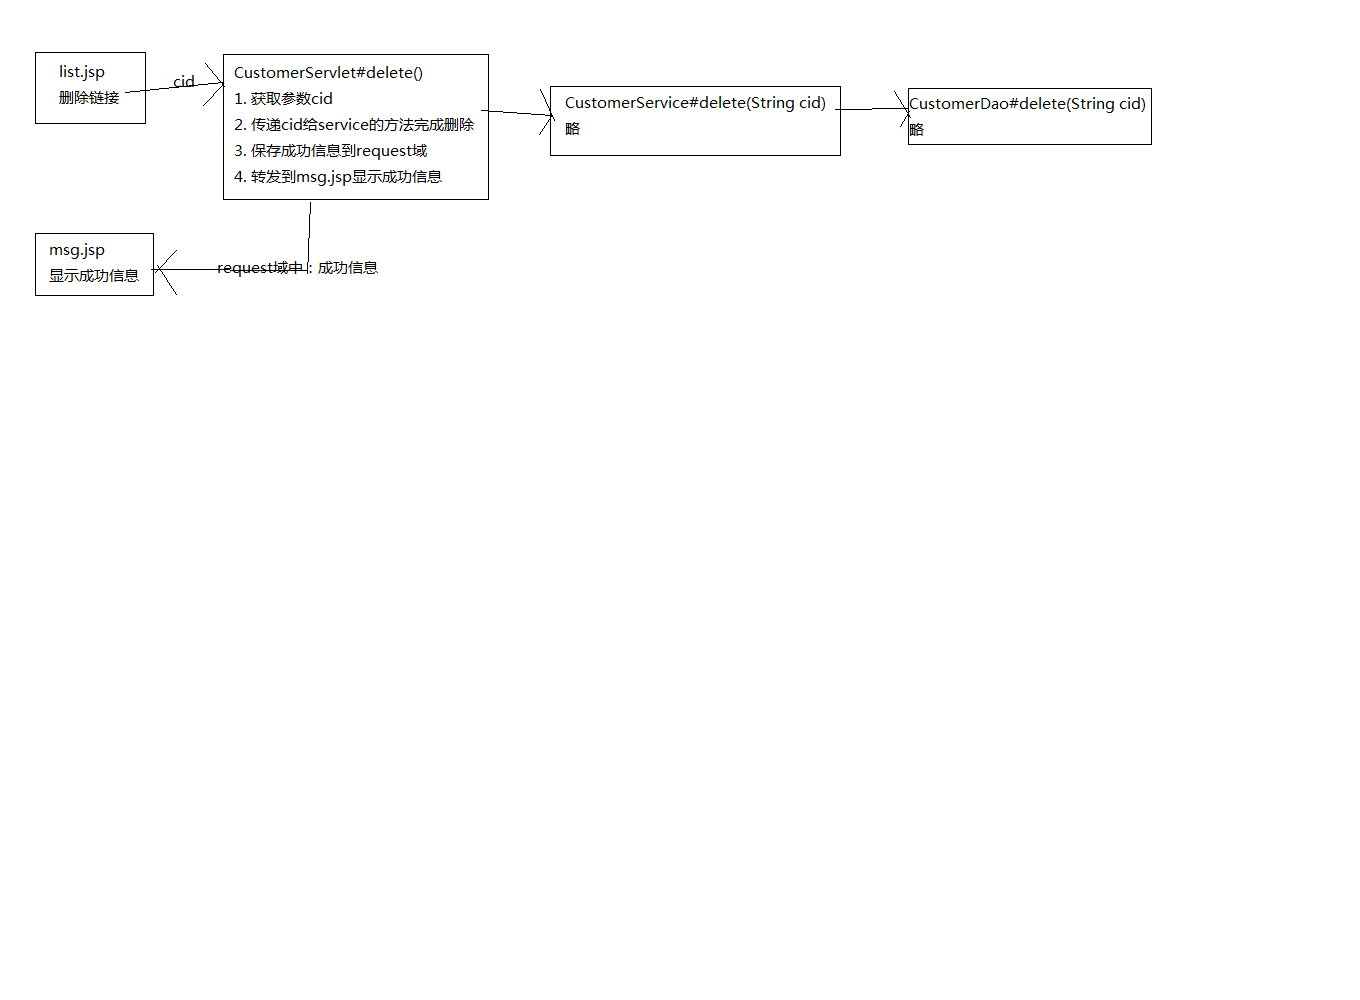 list.jsp
删除链接
cid
CustomerServlet#delete()
1. 获取参数cid
2. 传递cid给service的方法完成删除
3. 保存成功信息到request域
4. 转发到msg.jsp显示成功信息
CustomerService#delete(String cid)
略
CustomerDao#delete(String cid)
略
msg.jsp
显示成功信息
request域中：成功信息